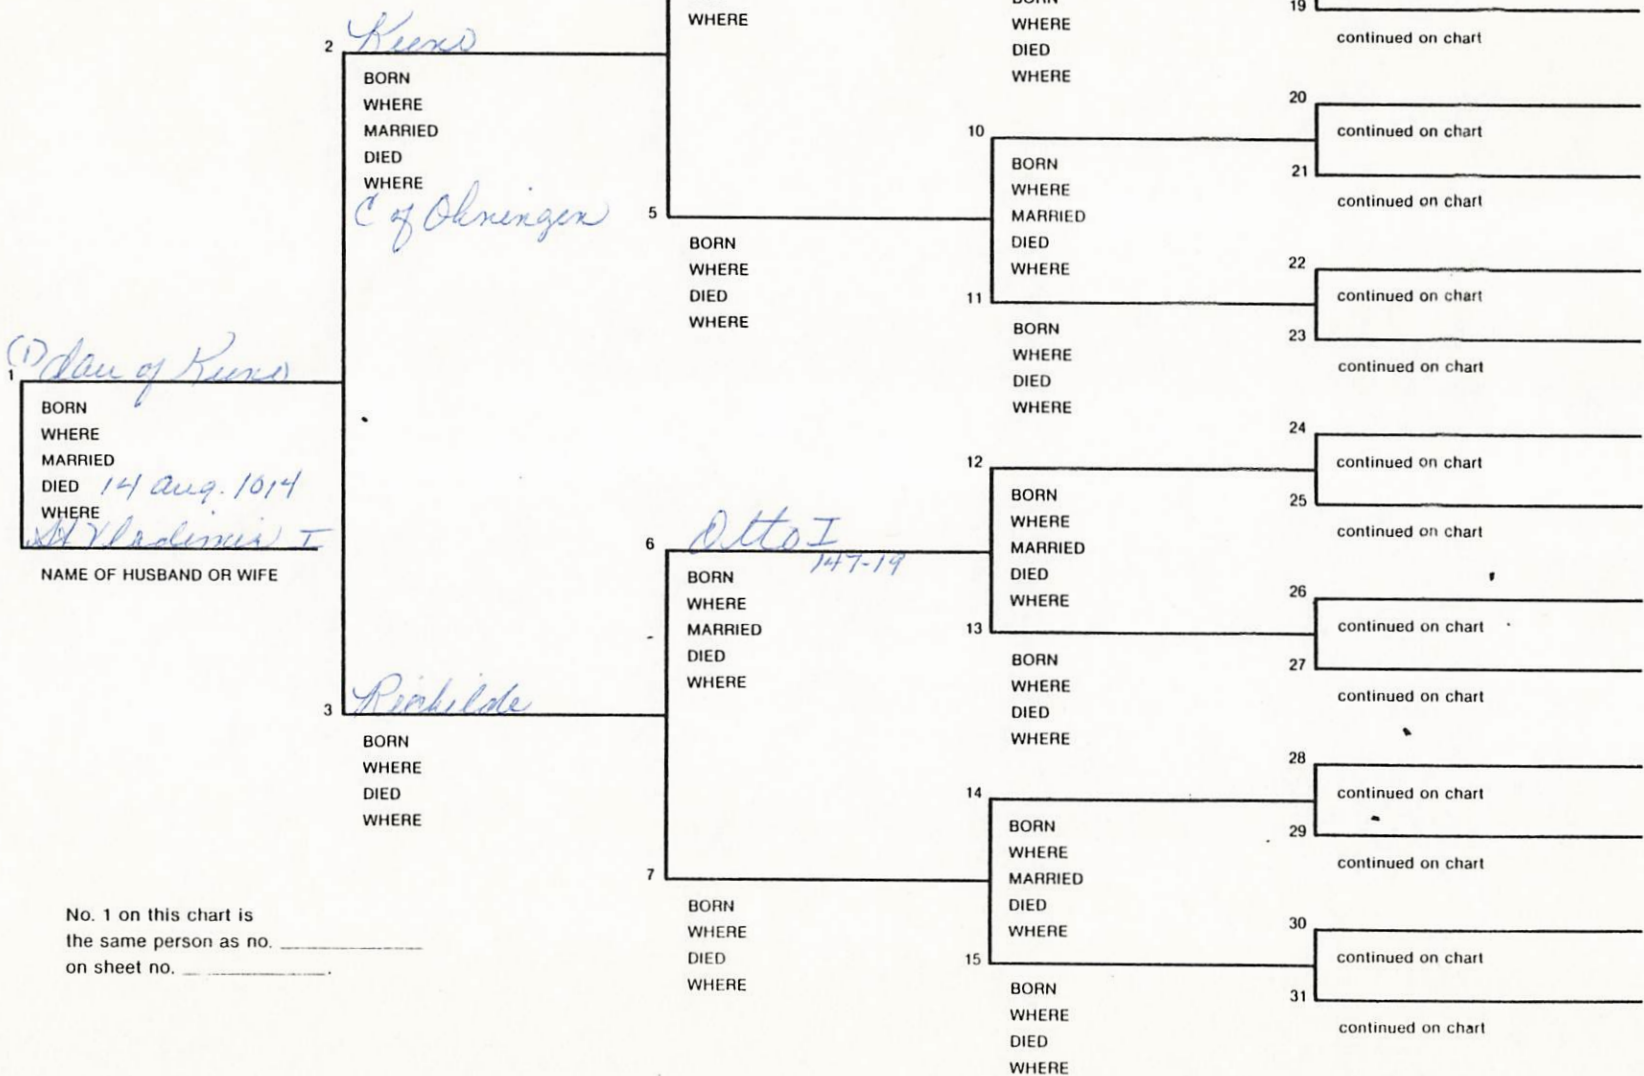 WHERE
2 Kuno
BORN
WHERE
MARRIED
DIED
WHERE
C of Ohningen
(1) dau of Kuno
1
BORN
WHERE
MARRIED
DIED 14 Aug. 1014
WHERE
St Vladimir I
NAME OF HUSBAND OR WIFE
3 Richilde
BORN
WHERE
DIED
WHERE
No. 1 on this chart is
the same person as no.
on sheet no.
5
BORN
WHERE
DIED
WHERE
6 Otto I
147-19
BORN
WHERE
MARRIED
DIED
WHERE
7
BORN
WHERE
DIED
WHERE
BORN
WHERE
DIED
WHERE
10
BORN
WHERE
MARRIED
DIED
WHERE
11
BORN
WHERE
DIED
WHERE
12
BORN
WHERE
MARRIED
DIED
WHERE
13
BORN
WHERE
DIED
WHERE
14
BORN
WHERE
MARRIED
DIED
WHERE
15
BORN
WHERE
DIED
WHERE
19
continued on chart
20
continued on chart
21
continued on chart
22
continued on chart
23
continued on chart
24
continued on chart
25
continued on chart
26
continued on chart
27
continued on chart
28
continued on chart
29
continued on chart
30
continued on chart
31
continued on chart